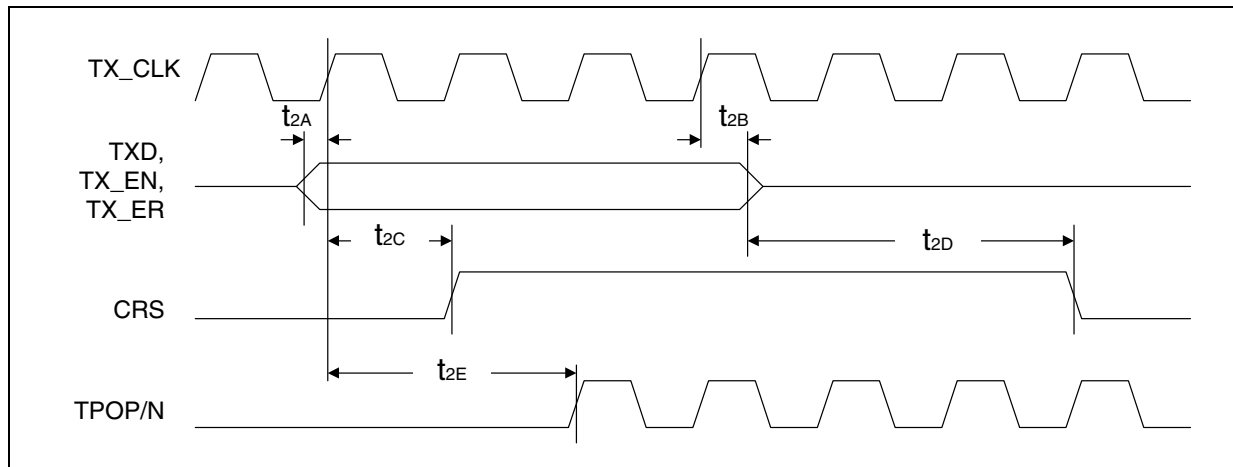 TX_CLK
t2A
t2B
TXD,
TX_EN,
TX_ER
t2C
t2D
CRS
t2E
TPOP/N